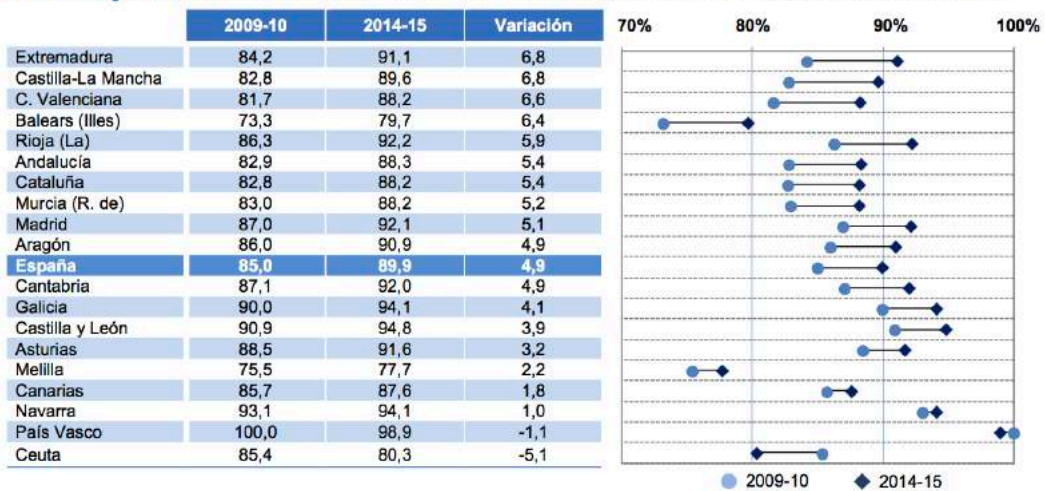 2009-10 2014-15 Variación 70% 80% 90% 100%
Extremadura 84,2 91,1 6,8
Castilla-La Mancha 82,8 89,6 6,8
C. Valenciana 81,7 88,2 6,6
Balears (Illes) 73,3 79,7 6,4
Rioja (La) 86,3 92,2 5,9
Andalucía 82,9 88,3 5,4
Cataluña 82,8 88,2 5,4
Murcia (R. de) 83,0 88,2 5,2
Madrid 87,0 92,1 5,1
Aragón 86,0 90,9 4,9
España 85,0 89,9 4,9
Cantabria 87,1 92,0 4,9
Galicia 90,0 94,1 4,1
Castilla y León 90,9 94,8 3,9
Asturias 88,5 91,6 3,2
Melilla 75,5 77,7 2,2
Canarias 85,7 87,6 1,8
Navarra 93,1 94,1 1,0
País Vasco 100,0 98,9 -1,1
Ceuta 85,4 80,3 -5,1
2009-10 2014-15